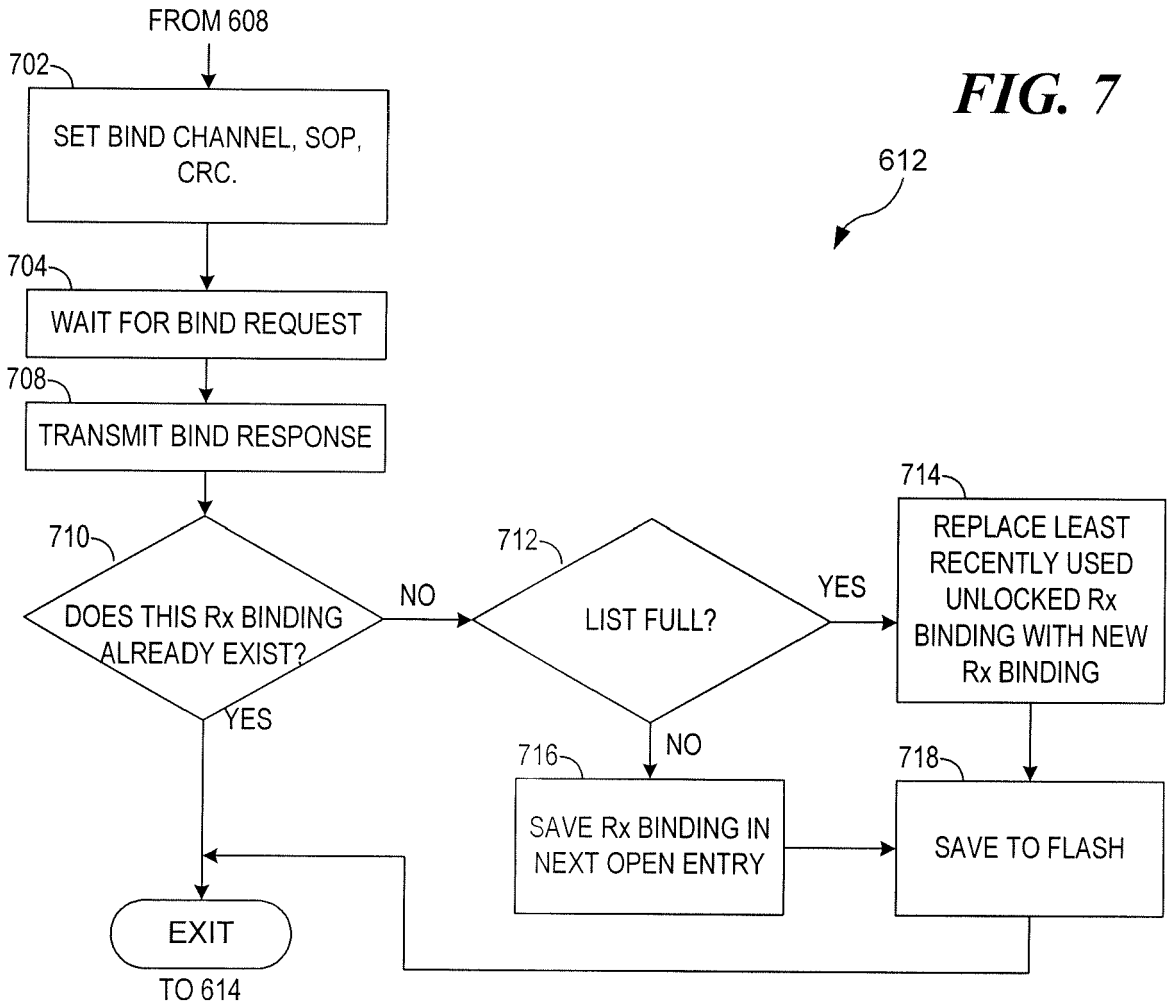 FROM 608
FIG. 7
702
SET BIND CHANNEL, SOP,
CRC.
612
704
WAIT FOR BIND REQUEST
708
TRANSMIT BIND RESPONSE
710
DOES THIS Rx BINDING
ALREADY EXIST?
NO
YES
712
LIST FULL?
YES
NO
714
REPLACE LEAST
RECENTLY USED
UNLOCKED Rx
BINDING WITH NEW
Rx BINDING
716
SAVE Rx BINDING IN
NEXT OPEN ENTRY
718
SAVE TO FLASH
EXIT
TO 614